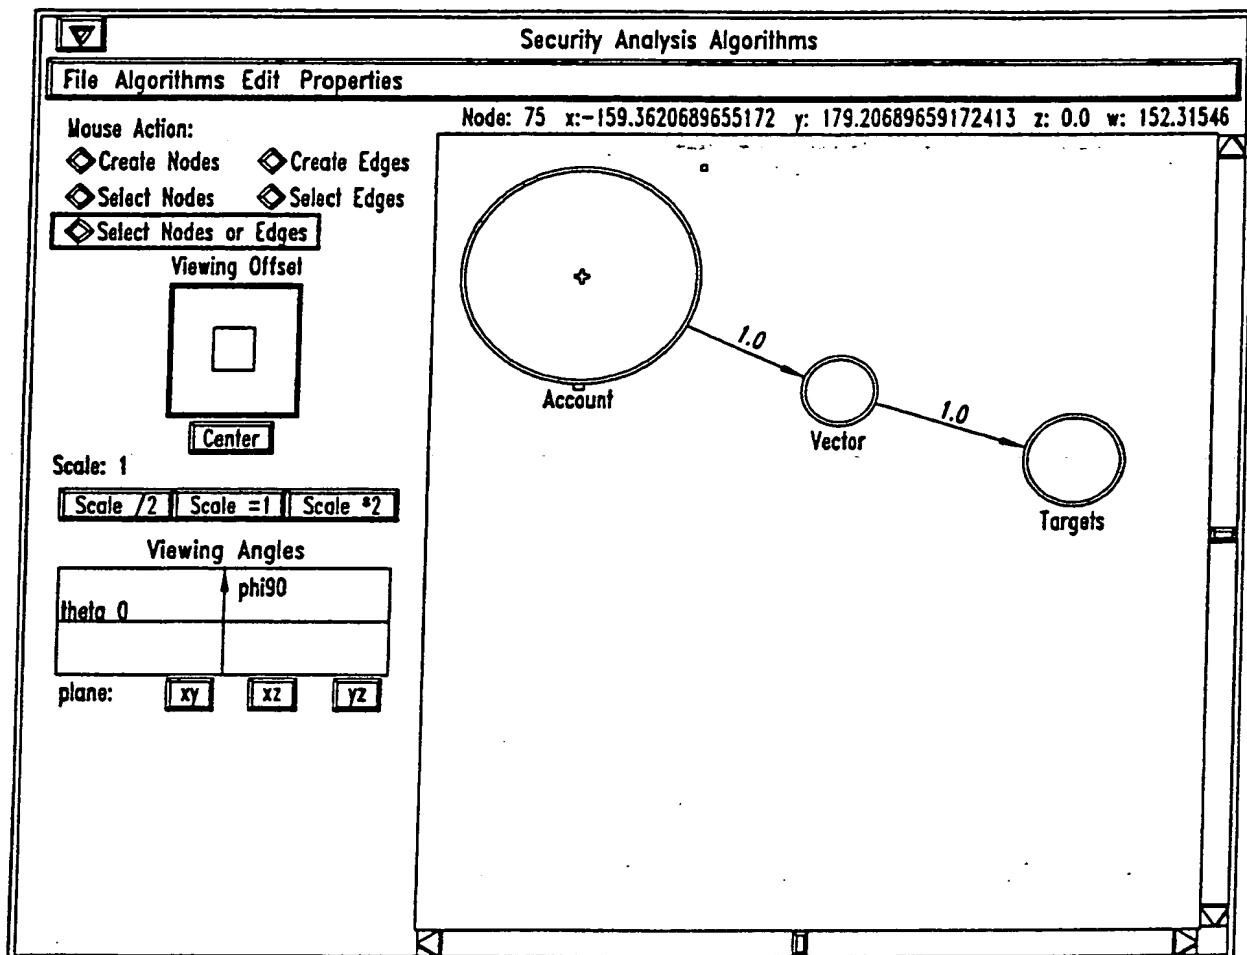 Security Analysis Algorithms
File Algorithms Edit Properties
Node: 75 x:-159.3620689655172 y: 179.20689659172413 z: 0.0 w: 152.31546
Mouse Action:
Create Nodes Create Edges
Select Nodes Select Edges
Select Nodes or Edges
Viewing Offset
Center
Scale: 1
Scale /2 Scale =1 Scale *2
Viewing Angles
phi90
theta 0
plane: xy xz yz
1.0
Account
Vector
1.0
Targets